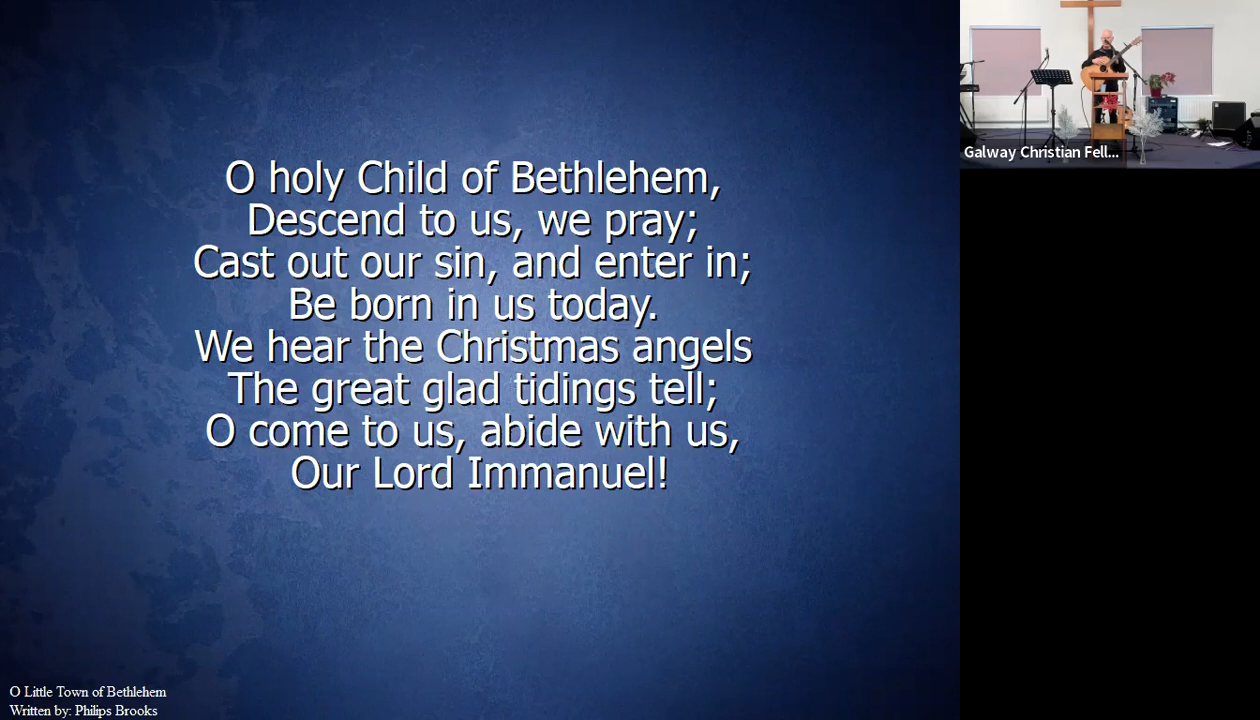 O holy Child of Bethlehem,
Descend to us, we pray;
Cast out our sin, and enter in;
Be born in us today.
We hear the Christmas angels
The great glad tidings tell;
O come to us, abide with us,
Our Lord Immanuel!
Galway Christian Fell...
O Little Town of Bethlehem
Written by: Philips Brooks